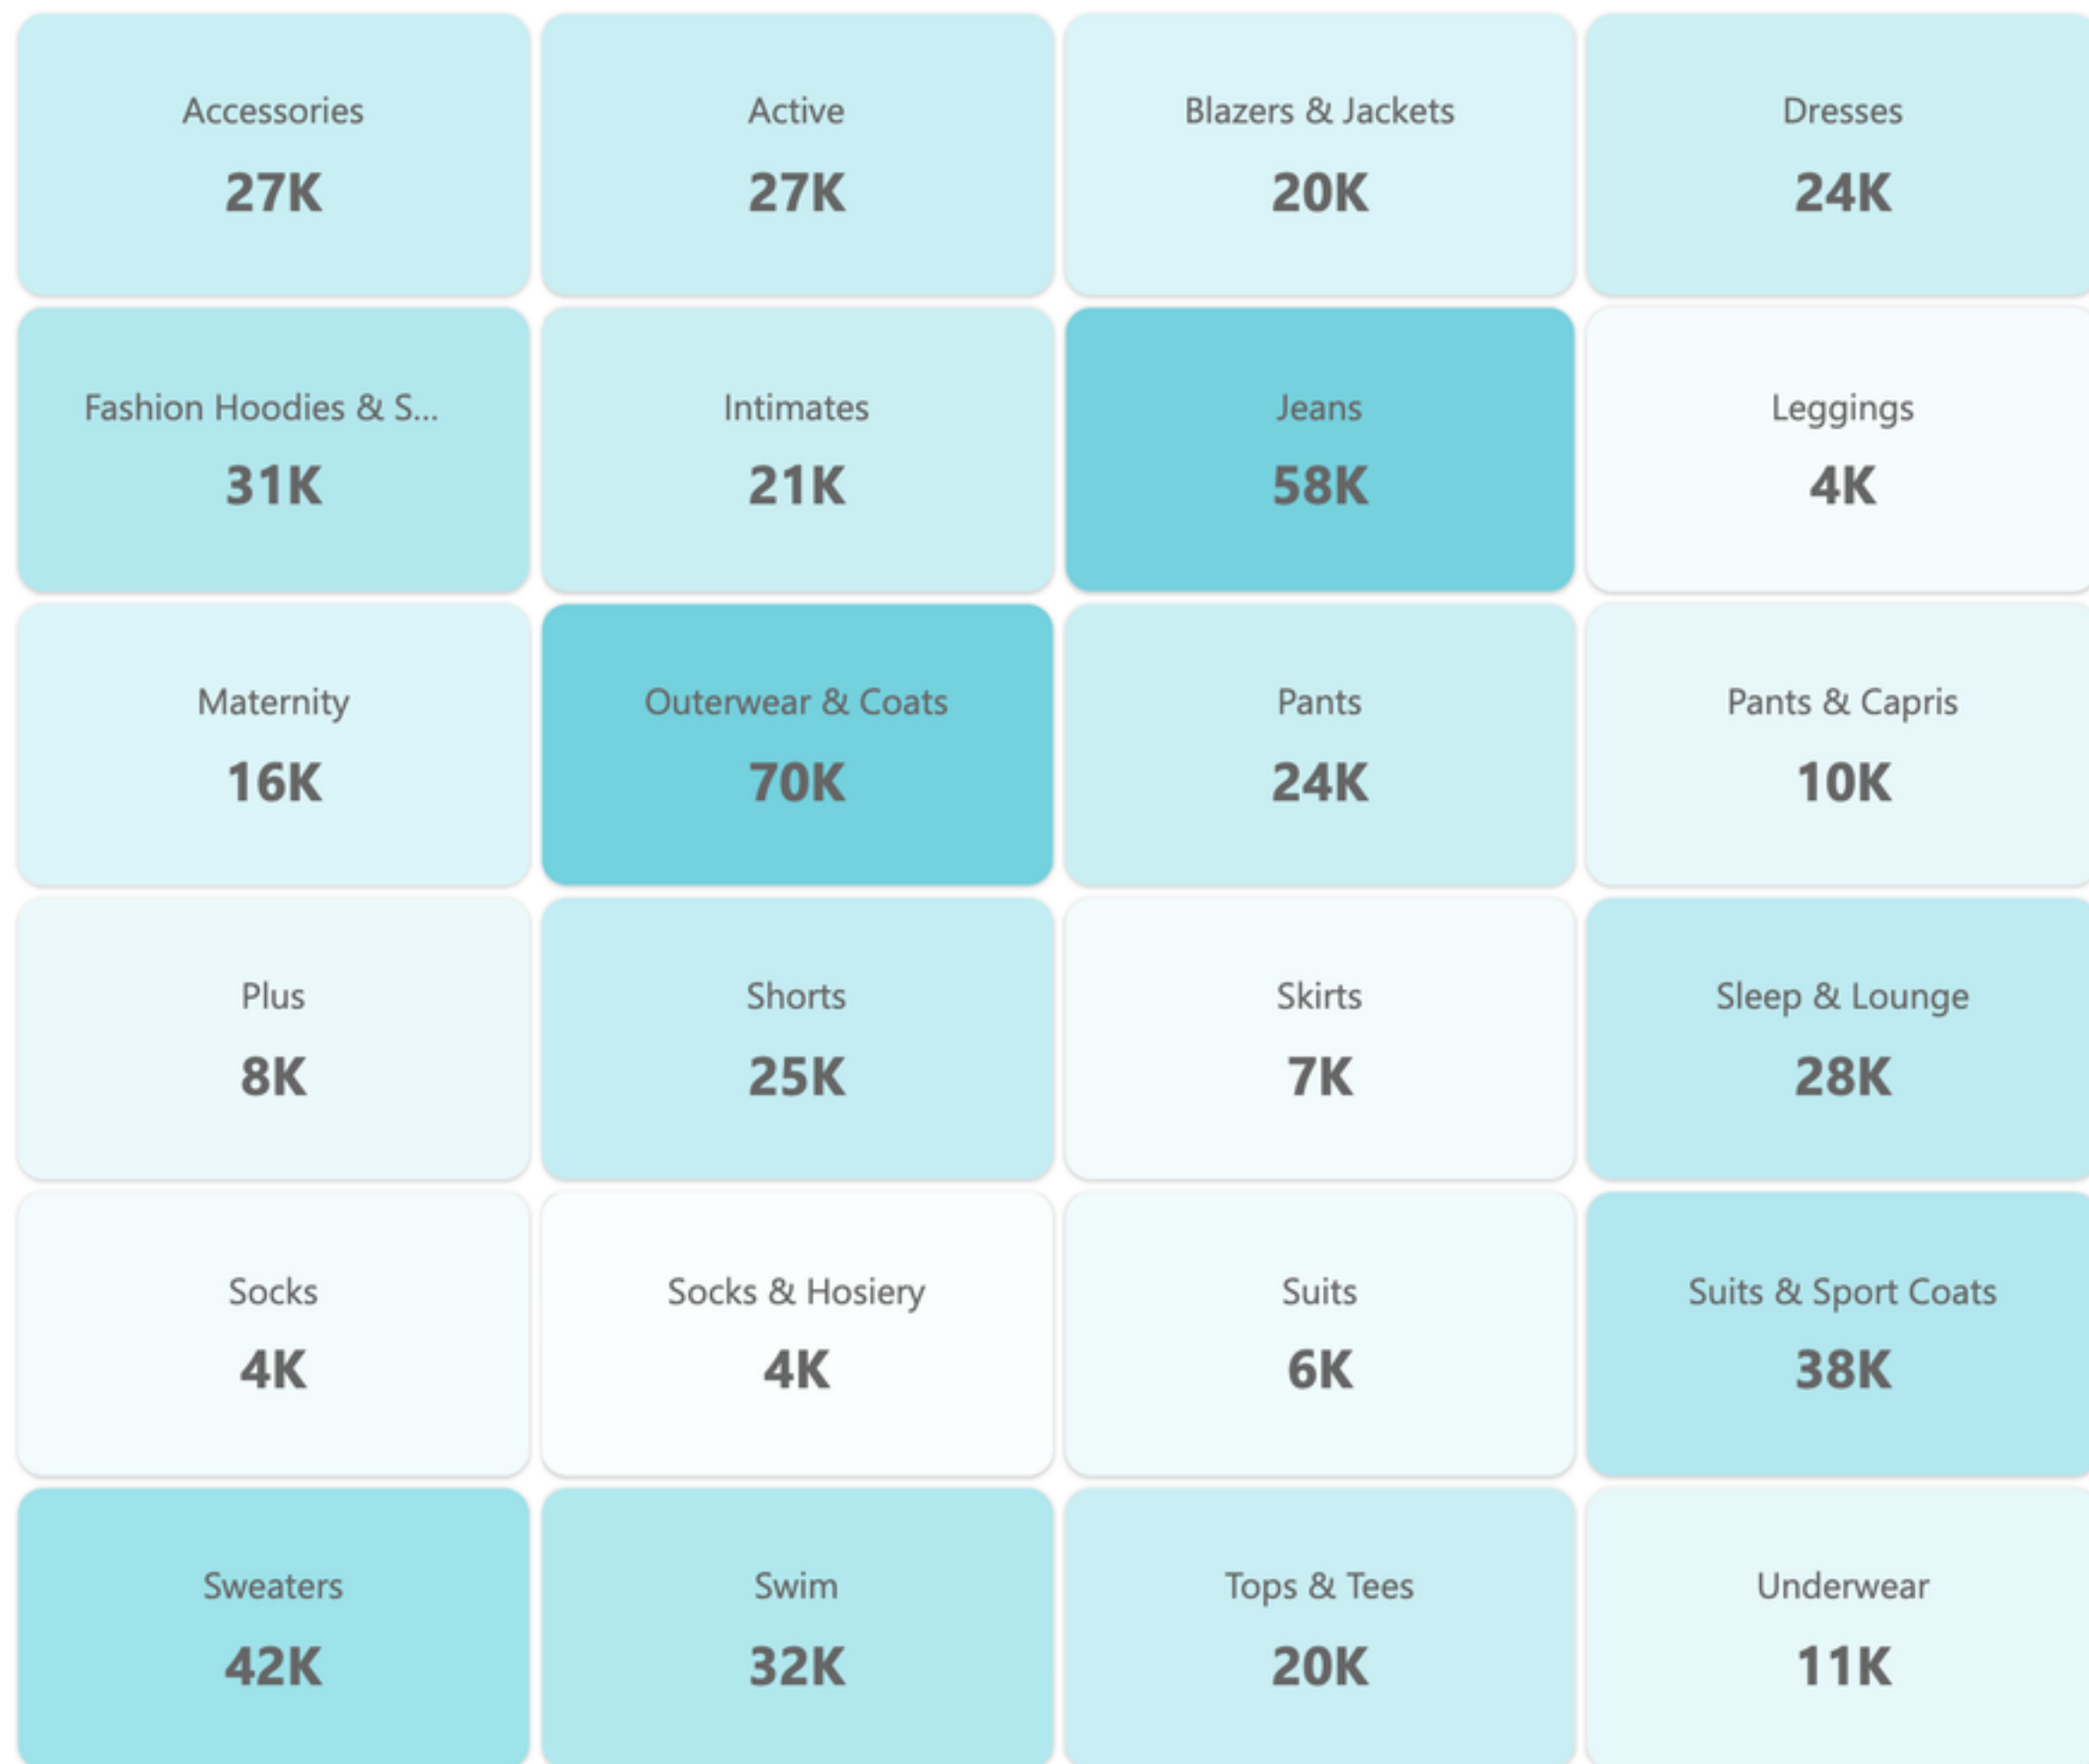 Accessories
27K
Active
27K
Blazers & Jackets
20K
Dresses
24K
Fashion Hoodies & S...
31K
Intimates
21K
Jeans
58K
Leggings
4K
Maternity
16K
Outerwear & Coats
70K
Pants
24K
Pants & Capris
10K
Plus
8K
Shorts
25K
Skirts
7K
Sleep & Lounge
28K
Socks
4K
Socks & Hosiery
4K
Suits
6K
Suits & Sport Coats
38K
Sweaters
42K
Swim
32K
Tops & Tees
20K
Underwear
11K